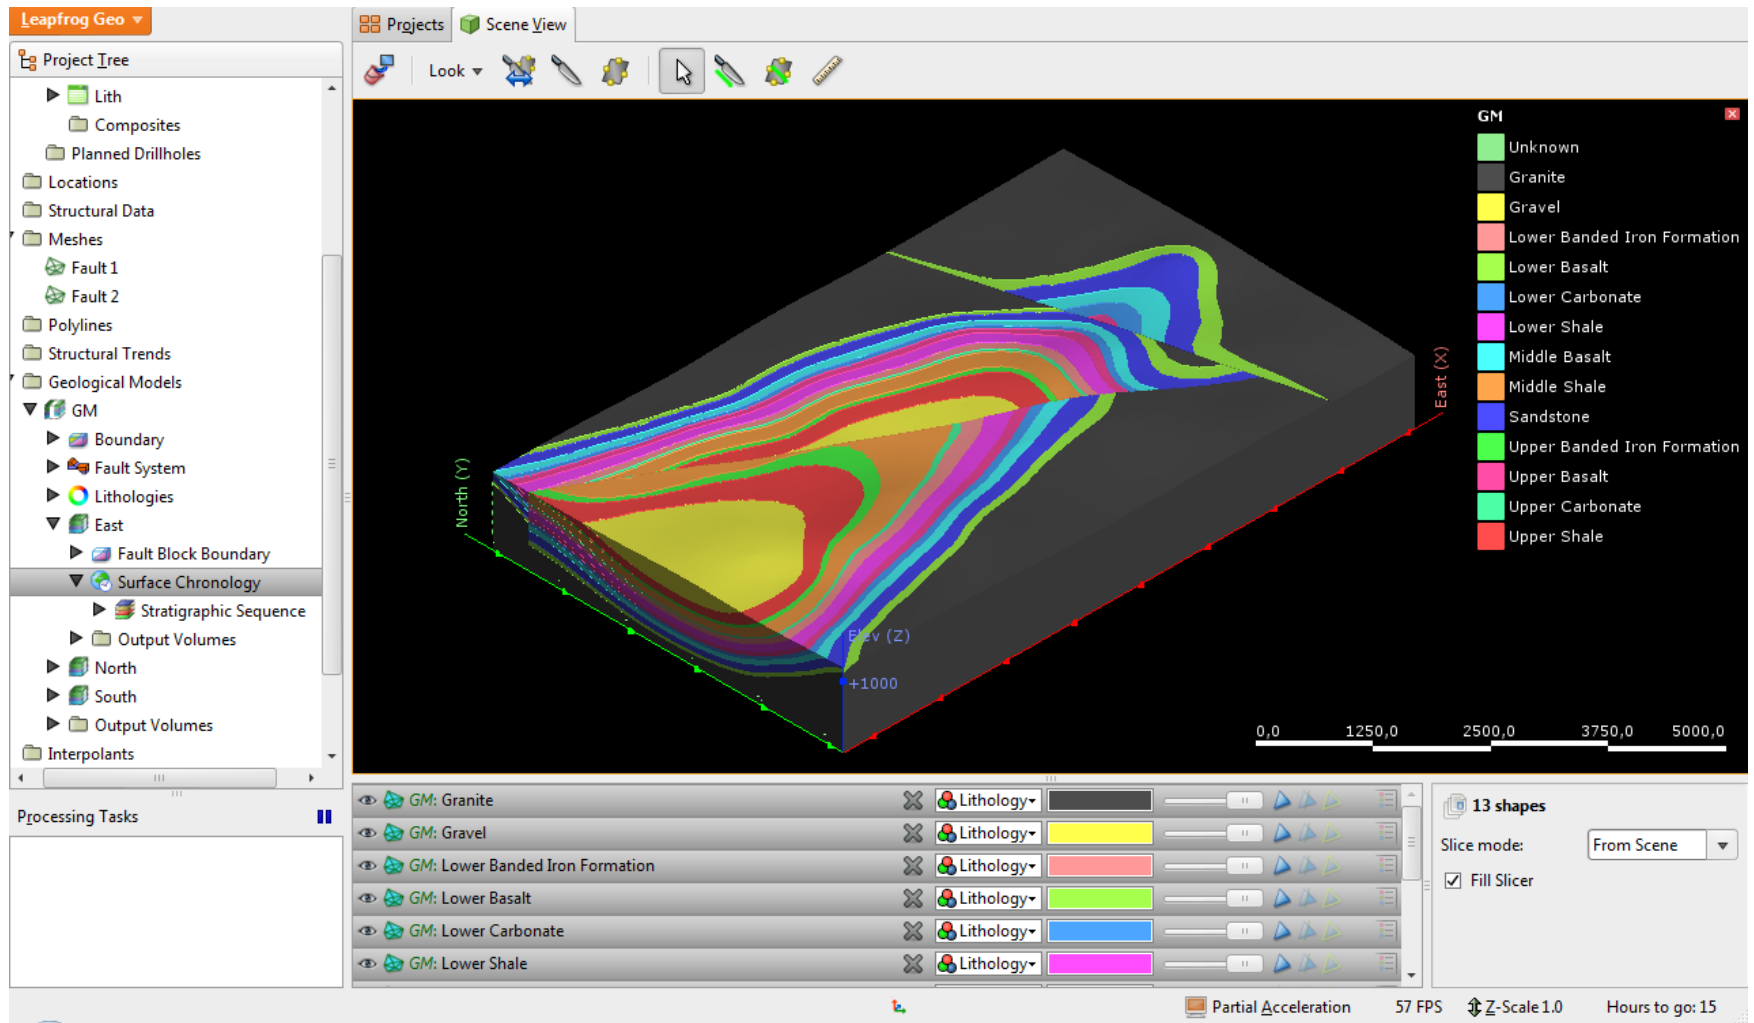 Leapfrog Geo
Projects
Scene View
Project Tree
Look
Lith
Composites
Planned Drillholes
Locations
Structural Data
Meshes
Fault 1
Fault 2
Polylines
Structural Trends
Geological Models
GM
Boundary
Fault System
Lithologies
East
Fault Block Boundary
Surface Chronology
Stratigraphic Sequence
Output Volumes
North
South
Output Volumes
Interpolants
Processing Tasks
North (Y)
East (X)
Elev (Z)
+1000
GM
Unknown
Granite
Gravel
Lower Banded Iron Formation
Lower Basalt
Lower Carbonate
Lower Shale
Middle Basalt
Middle Shale
Sandstone
Upper Banded Iron Formation
Upper Basalt
Upper Carbonate
Upper Shale
0,0 1250,0 2500,0 3750,0 5000,0
GM: Granite Lithology
GM: Gravel Lithology
GM: Lower Banded Iron Formation Lithology
GM: Lower Basalt Lithology
GM: Lower Carbonate Lithology
GM: Lower Shale Lithology
13 shapes
Slice mode: From Scene
Fill Slicer
Partial Acceleration 57 FPS Z-Scale 1.0 Hours to go: 15